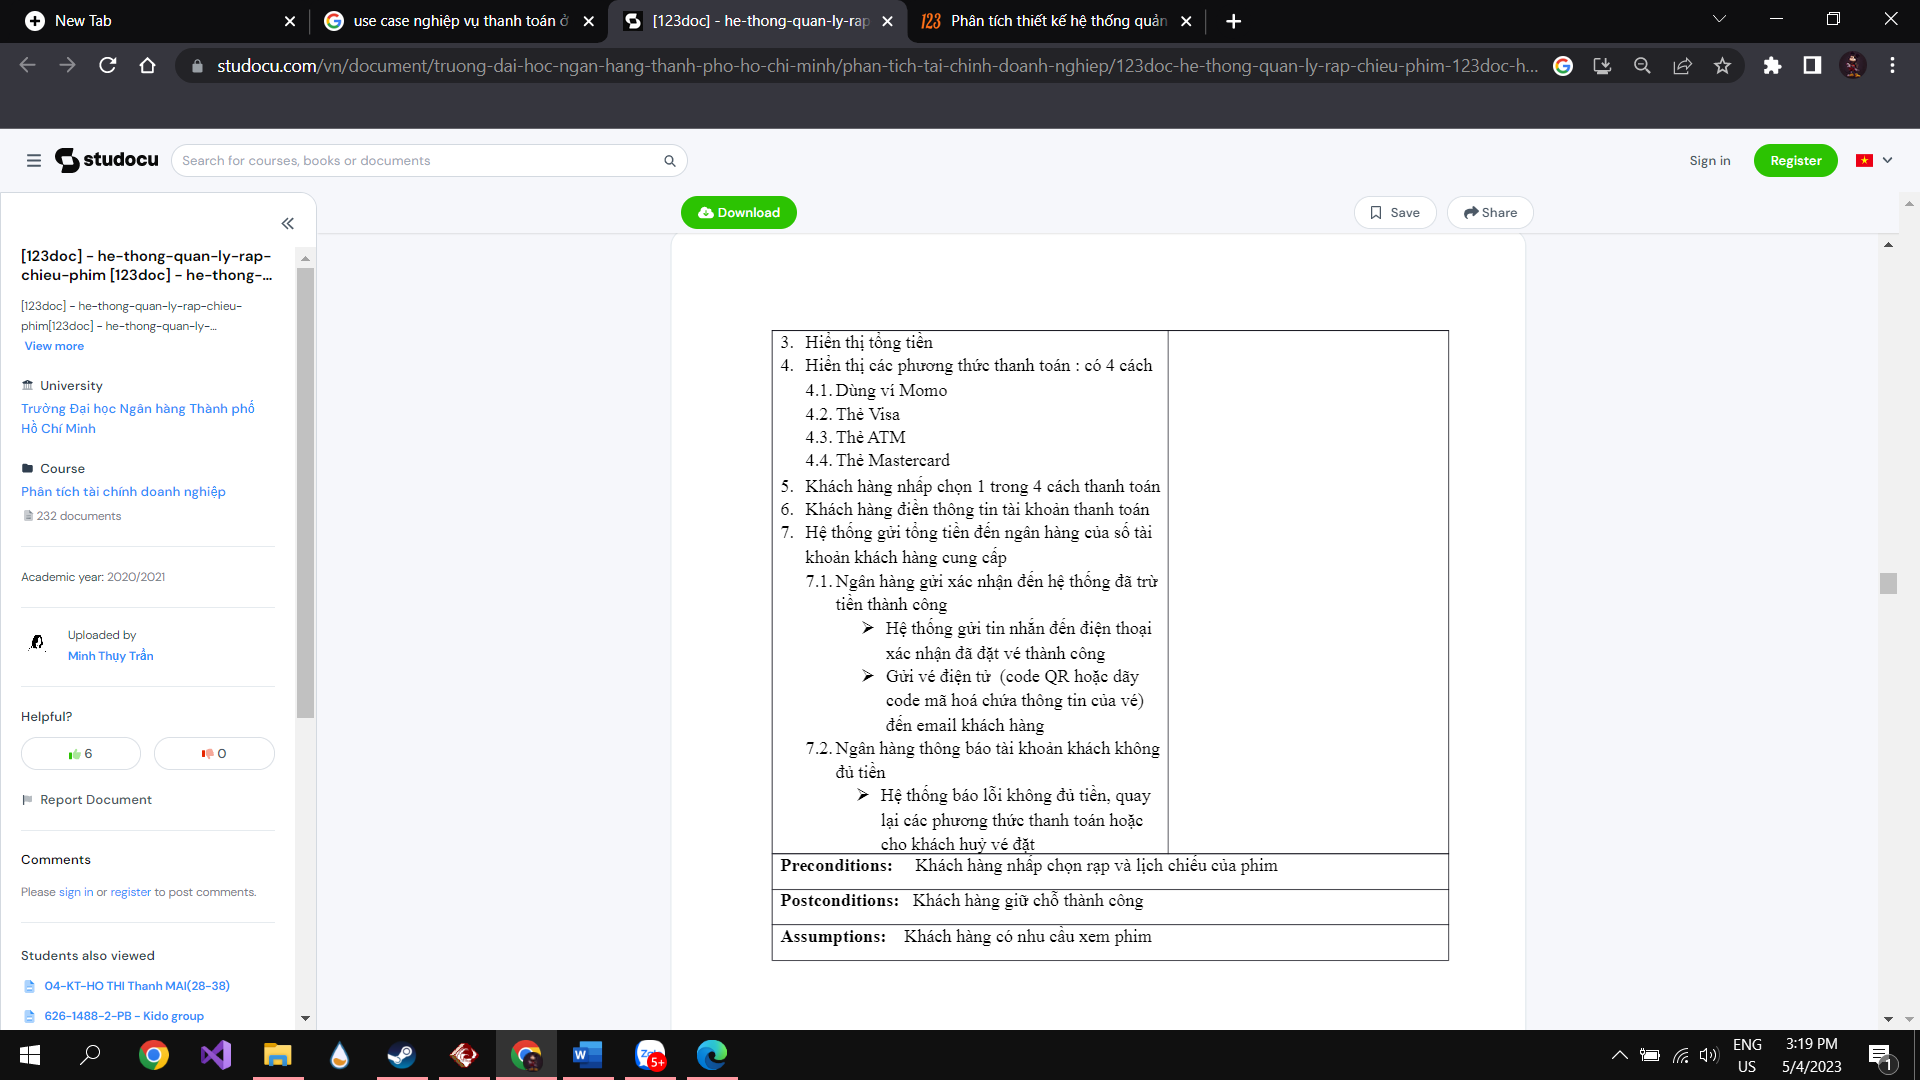 New Tab
use case nghiệp vụ thanh toán ở
[123doc] - he-thong-quan-ly-rap
123 Phân tích thiết kế hệ thống quản
studocu.com/vn/document/truong-dai-hoc-ngan-hang-thanh-pho-ho-chi-minh/phan-tich-tai-chinh-doanh-nghiep/123doc-he-thong-quan-ly-rap-chieu-phim-123doc-h...
studocu
Search for courses, books or documents
Sign in
Register
Download
Save
Share
[123doc] - he-thong-quan-ly-rap-
chieu-phim [123doc] - he-thong-...
[123doc] - he-thong-quan-ly-rap-chieu-
phim[123doc] - he-thong-quan-ly-...
View more
University
Trường Đại học Ngân hàng Thành phố
Hồ Chí Minh
Course
Phân tích tài chính doanh nghiệp
232 documents
Academic year: 2020/2021
Uploaded by
Minh Thụy Trần
Helpful?
6
0
Report Document
Comments
Please sign in or register to post comments.
Students also viewed
04-KT-HO THI Thanh MAI(28-38)
626-1488-2-PB - Kido group
3. Hiển thị tổng tiền
4. Hiển thị các phương thức thanh toán : có 4 cách
4.1. Dùng ví Momo
4.2. Thẻ Visa
4.3. Thẻ ATM
4.4. Thẻ Mastercard
5. Khách hàng nhấp chọn 1 trong 4 cách thanh toán
6. Khách hàng điền thông tin tài khoản thanh toán
7. Hệ thống gửi tổng tiền đến ngân hàng của số tài
khoản khách hàng cung cấp
7.1. Ngân hàng gửi xác nhận đến hệ thống đã trừ
tiền thành công
➢ Hệ thống gửi tin nhắn đến điện thoại
xác nhận đã đặt vé thành công
➢ Gửi vé điện tử (code QR hoặc dãy
code mã hoá chứa thông tin của vé)
đến email khách hàng
7.2. Ngân hàng thông báo tài khoản khách không
đủ tiền
➢ Hệ thống báo lỗi không đủ tiền, quay
lại các phương thức thanh toán hoặc
cho khách huỷ vé đặt
Preconditions: Khách hàng nhấp chọn rạp và lịch chiếu của phim
Postconditions: Khách hàng giữ chỗ thành công
Assumptions: Khách hàng có nhu cầu xem phim
5+
ENG
US
3:19 PM
5/4/2023
1